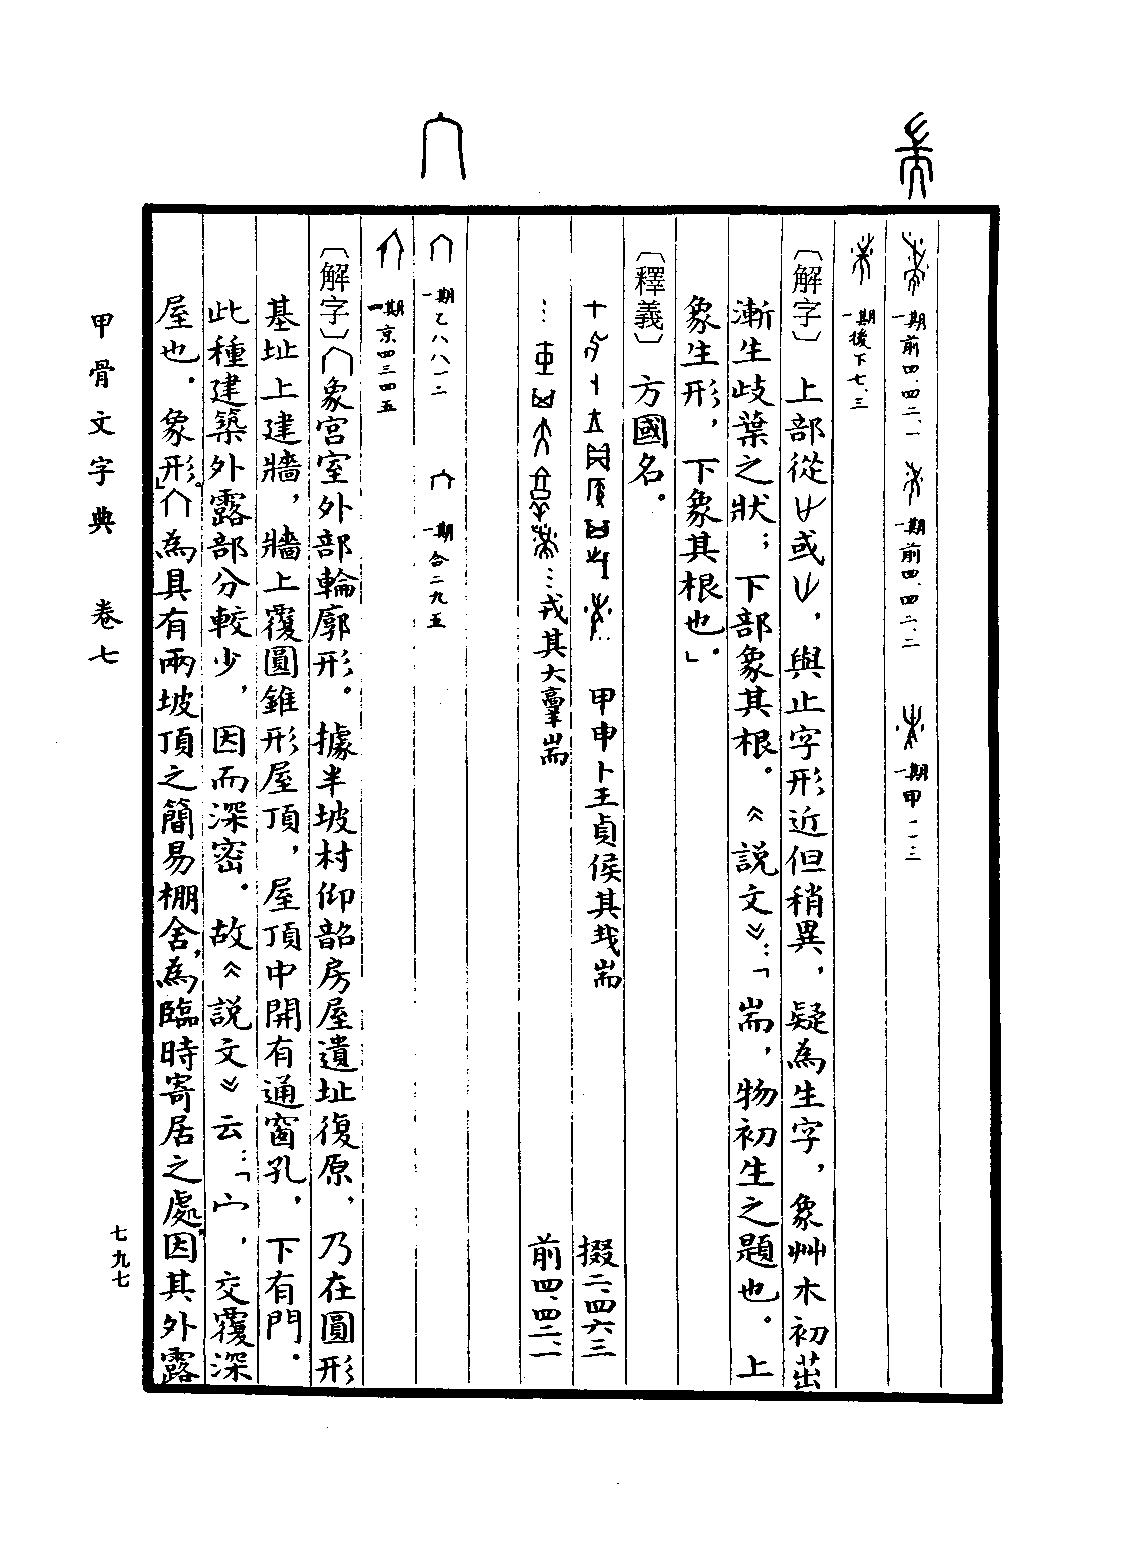 一期前四、四二、一 一期前四、四二、二 一期甲一一三
一期後下七、三
〔解字〕上部從或，與止字形近但稍異，疑為生字，象艸木初茁
漸生歧葉之狀；下部象其根。《説文》：「耑，物初生之題也。上
象生形，下象其根也。」
〔釋義〕方國名。
甲申卜王貞侯其𢦏耑 掇二、四六三
…戎其大𦎫耑 前四、四二、一
一期乙八八一二 一期合二九五
一期京四三四五
〔解字〕象宮室外部輪廓形。據半坡村仰韶房屋遺址復原，乃在圓形
基址上建牆，牆上覆圓錐形屋頂，屋頂中開有通窗孔，下有門。
此種建築外露部分較少，因而深密。故《説文》云：「宀，交覆深
屋也。象形。」為具有兩坡頂之簡易棚舍，為臨時寄居之處，因其外露
甲骨文字典 卷七
七九七